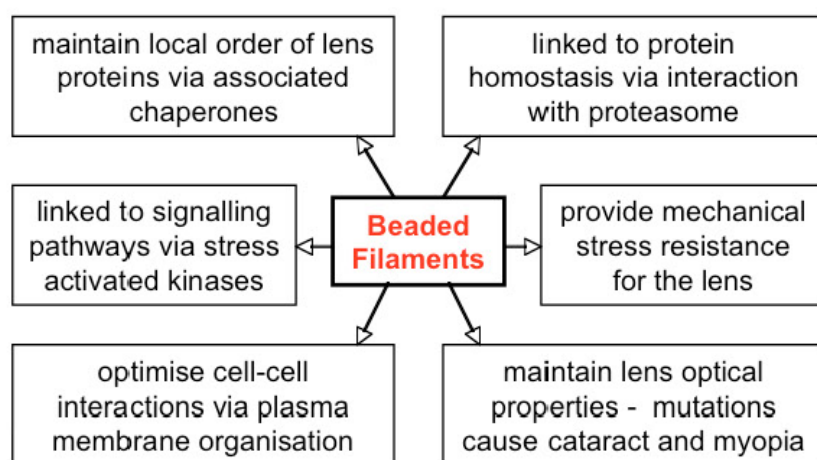 maintain local order of lens
proteins via associated
chaperones
linked to protein
homostasis via interaction
with proteasome
linked to signalling
pathways via stress
activated kinases
Beaded
Filaments
provide mechanical
stress resistance
for the lens
optimise cell-cell
interactions via plasma
membrane organisation
maintain lens optical
properties - mutations
cause cataract and myopia